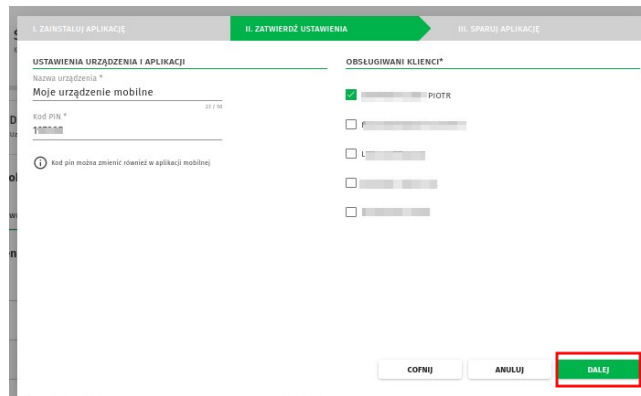 I. ZAINSTALUJ APLIKACJĘ
II. ZATWIERDŹ USTAWIENIA
III. SPARUJ APLIKACJĘ
USTAWIENIA URZĄDZENIA I APLIKACJI
Nazwa urządzenia *
Moje urządzenie mobilne
23 / 50
Kod PIN *
Kod pin można zmienić również w aplikacji mobilnej
OBSŁUGIWANI KLIENCI*
PIOTR
COFNIJ
ANULUJ
DALEJ